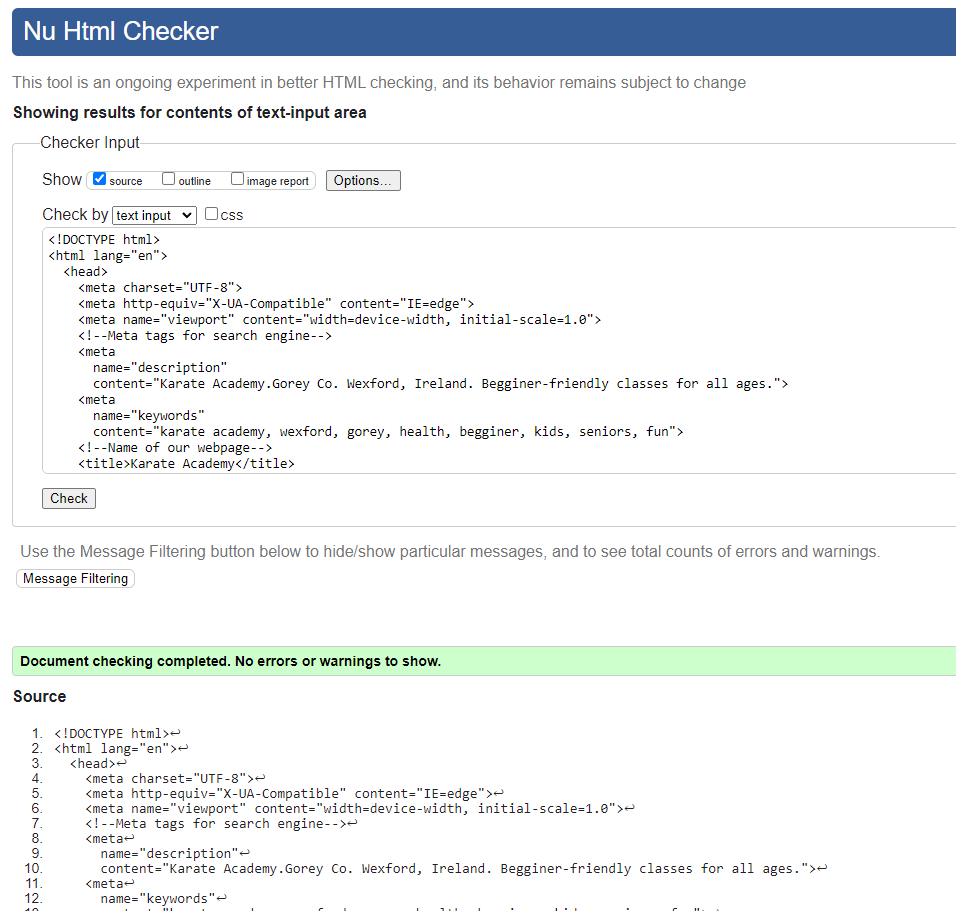 Nu Html Checker
This tool is an ongoing experiment in better HTML checking, and its behavior remains subject to change
Showing results for contents of text-input area
Checker Input
Show source outline image report Options...
Check by text input css
<!DOCTYPE html>
<html lang="en">
<head>
<meta charset="UTF-8">
<meta http-equiv="X-UA-Compatible" content="IE=edge">
<meta name="viewport" content="width=device-width, initial-scale=1.0">
<!--Meta tags for search engine-->
<meta
name="description"
content="Karate Academy.Gorey Co. Wexford, Ireland. Begginer-friendly classes for all ages.">
<meta
name="keywords"
content="karate academy, wexford, gorey, health, begginer, kids, seniors, fun">
<!--Name of our webpage-->
<title>Karate Academy</title>
Check
Use the Message Filtering button below to hide/show particular messages, and to see total counts of errors and warnings.
Message Filtering
Document checking completed. No errors or warnings to show.
Source
1. <!DOCTYPE html>↩
2. <html lang="en">↩
3. <head>↩
4. <meta charset="UTF-8">↩
5. <meta http-equiv="X-UA-Compatible" content="IE=edge">↩
6. <meta name="viewport" content="width=device-width, initial-scale=1.0">↩
7. <!--Meta tags for search engine-->↩
8. <meta↩
9. name="description"↩
10. content="Karate Academy.Gorey Co. Wexford, Ireland. Begginer-friendly classes for all ages.">↩
11. <meta↩
12. name="keywords"↩